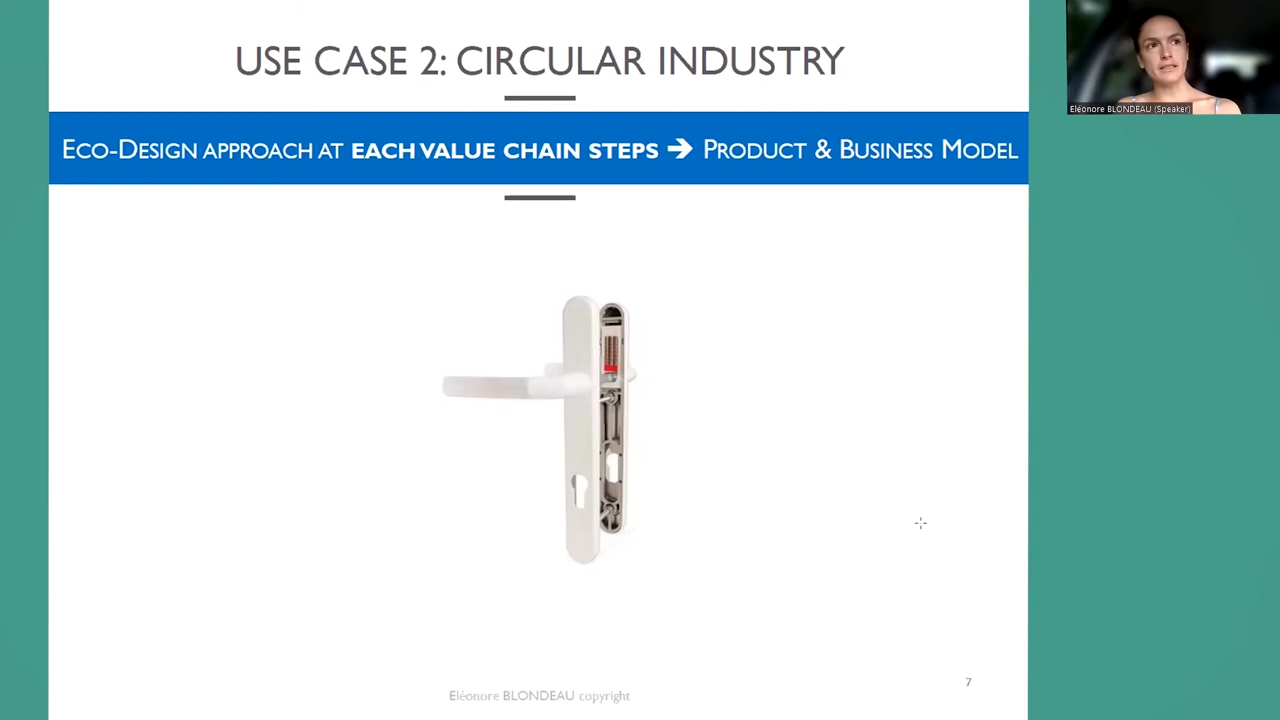 USE CASE 2: CIRCULAR INDUSTRY
Eléonore BLONDEAU (Speaker)
ECO-DESIGN APPROACH AT EACH VALUE CHAIN STEPS ➔ PRODUCT & BUSINESS MODEL
7
Eléonore BLONDEAU copyright